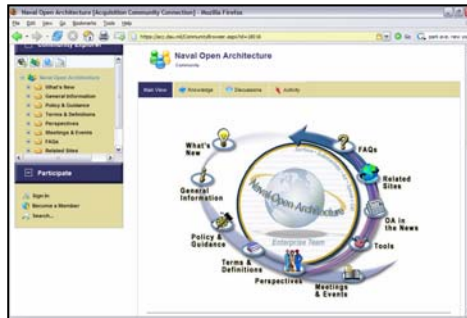 Naval Open Architecture [Acquisition Community Connection] - Mozilla Firefox
File Edit View Go Bookmarks Tools Help
Community Explorer
Naval Open Architecture
What's New
General Information
Policy & Guidance
Terms & Definitions
Perspectives
Meetings & Events
FAQs
Related Sites
Participate
Sign In
Become a Member
Search...
Naval Open Architecture
Community
Main View
Knowledge
Discussions
Activity
What's
New
FAQs
Related
Sites
General
Information
OA in
the News
Policy &
Guidance
Tools
Terms &
Definitions
Perspectives
Meetings
& Events
Naval Open Architecture
Enterprise Team